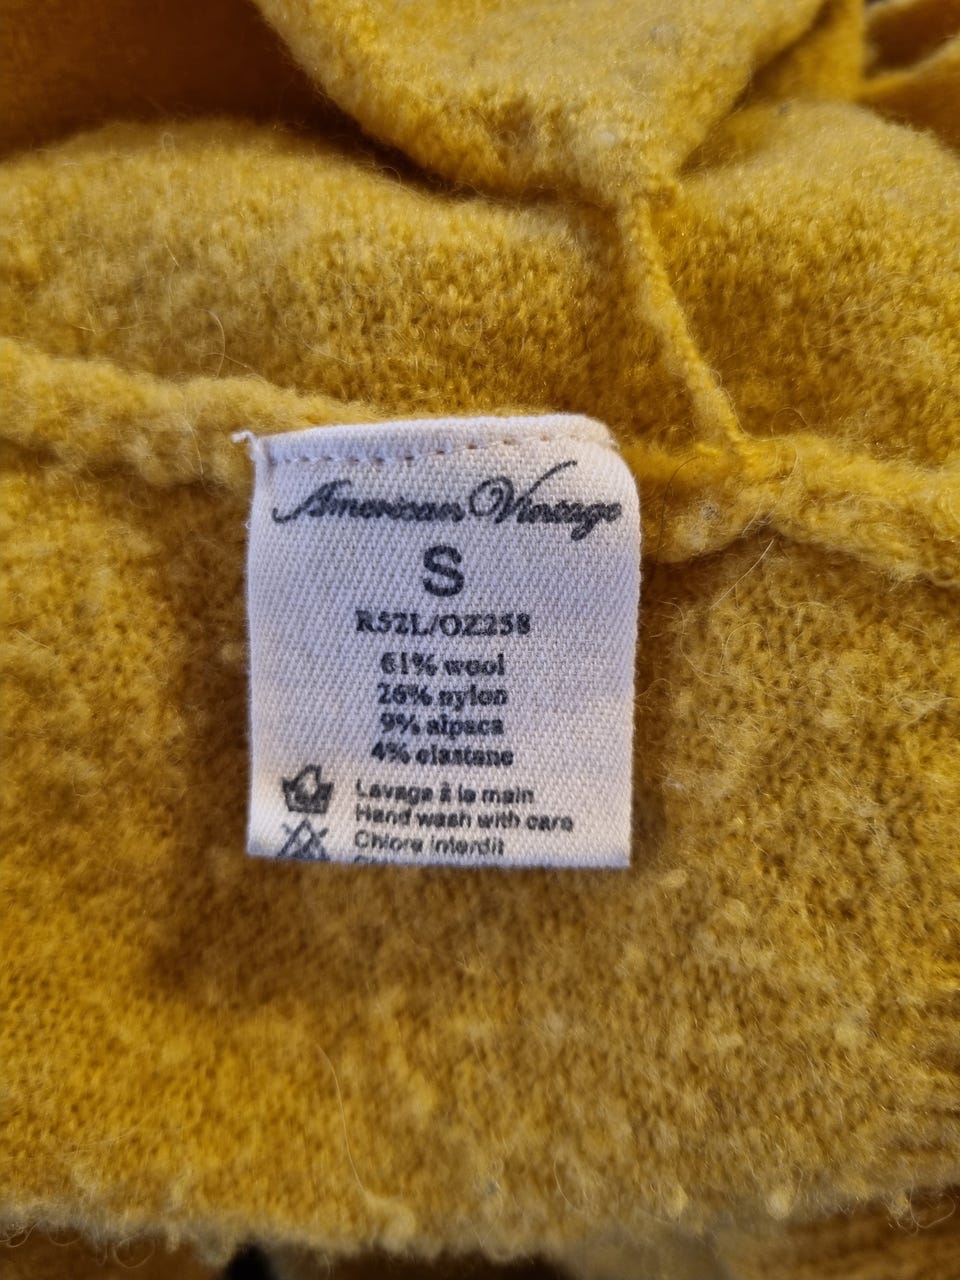 American Vintage
S
R52L/OZ258
61% wool
26% nylon
9% alpaca
4% elastane
Lavage à la main
Hand wash with care
Chlore interdit